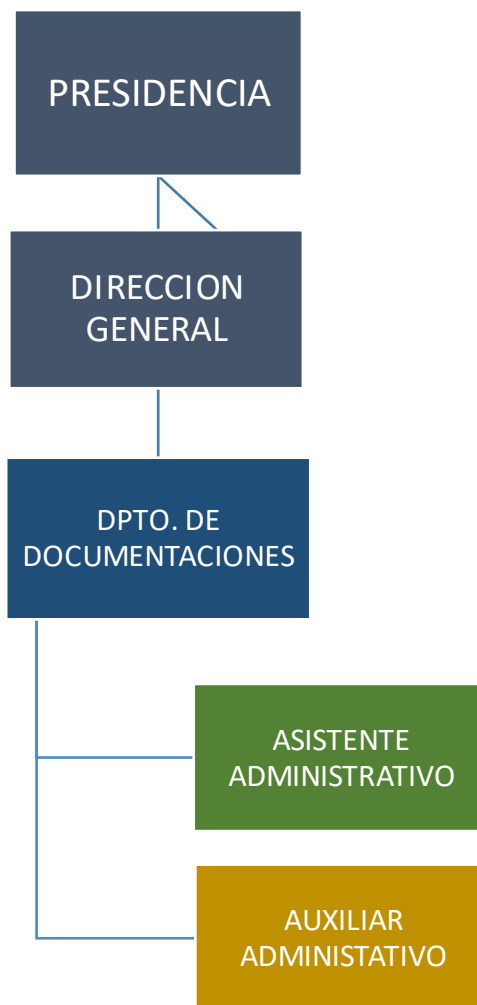 PRESIDENCIA
DIRECCION
GENERAL
DPTO. DE
DOCUMENTACIONES
ASISTENTE
ADMINISTRATIVO
AUXILIAR
ADMINISTATIVO